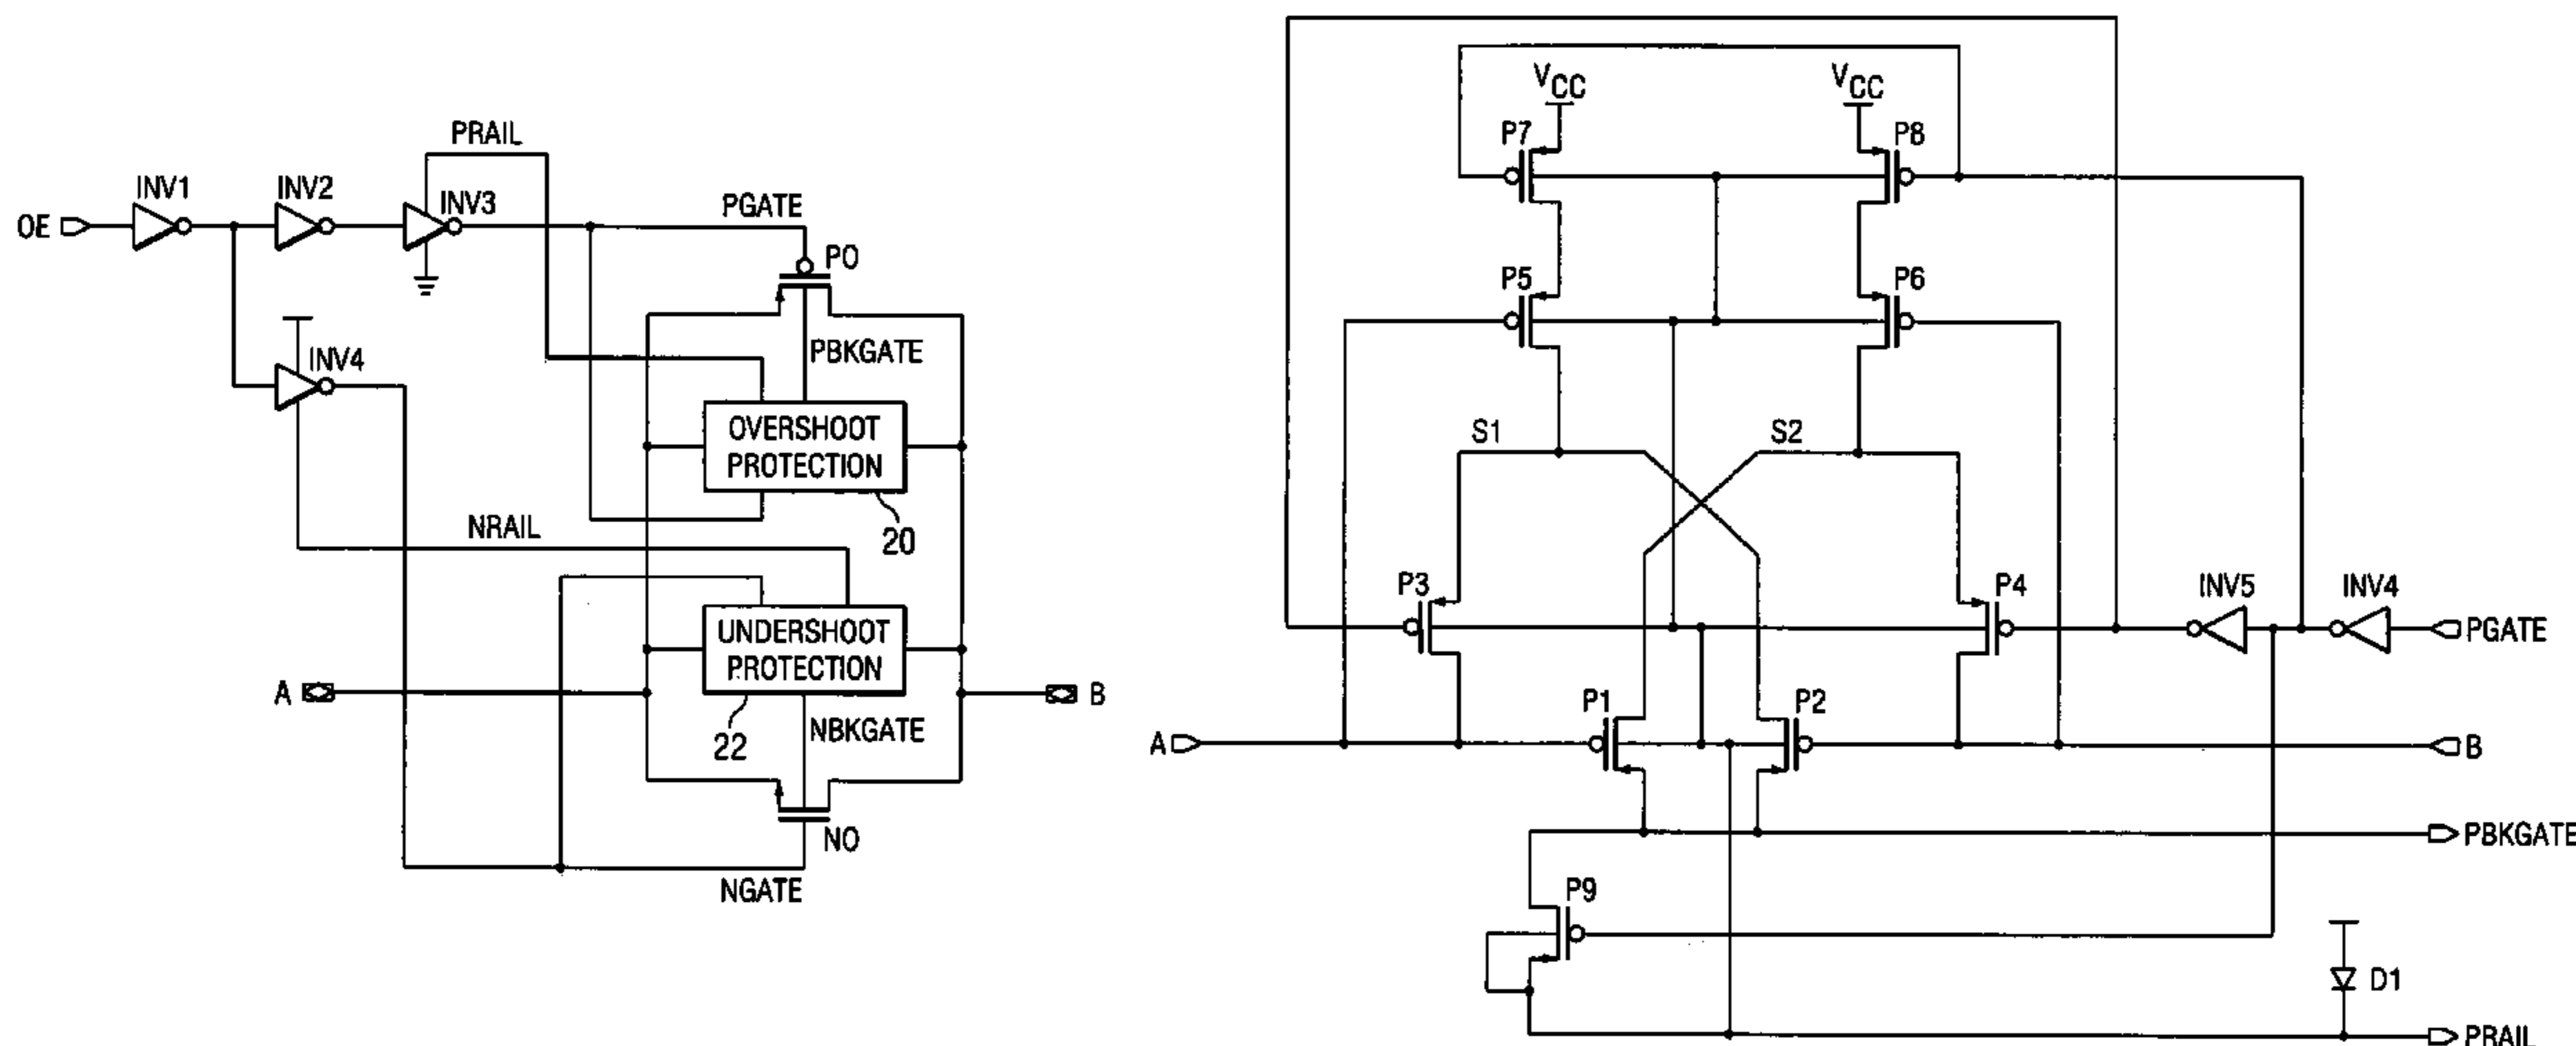 PRAIL
INV1
INV2
INV3
OE
PGATE
P0
PBKGATE
INV4
OVERSHOOT
PROTECTION
20
NRAIL
UNDERSHOOT
PROTECTION
22
A
B
NBKGATE
N0
NGATE
VCC
VCC
P7
P8
P5
P6
S1
S2
P3
P4
INV5
INV4
PGATE
P1
P2
A
B
PBKGATE
P9
D1
PRAIL